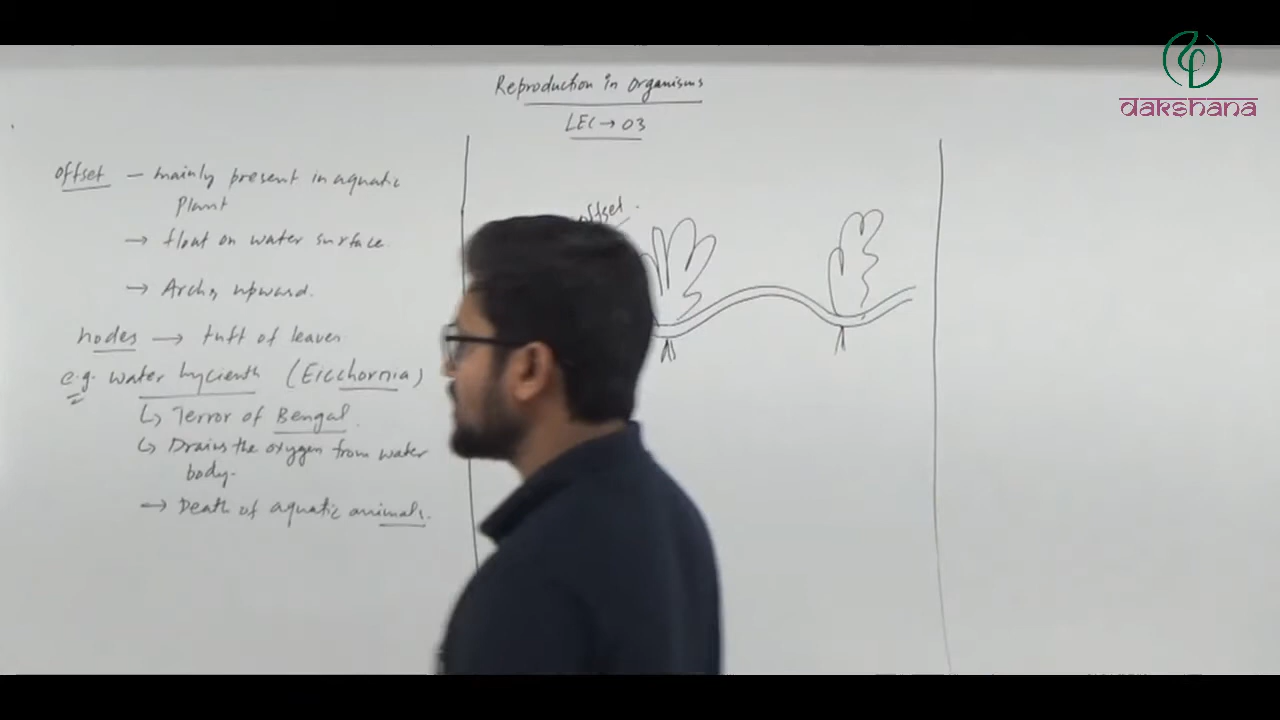 Reproduction in organisms
LEC → 03
offset – mainly present in aquatic
plant
→ float on water surface.
→ Arch, upward.
nodes → tuft of leaves
e.g. water hycienth (Eicchornia)
↳ Terror of Bengal.
↳ Drains the oxygen from water
body.
→ Death of aquatic animals.
offset.
dakshana